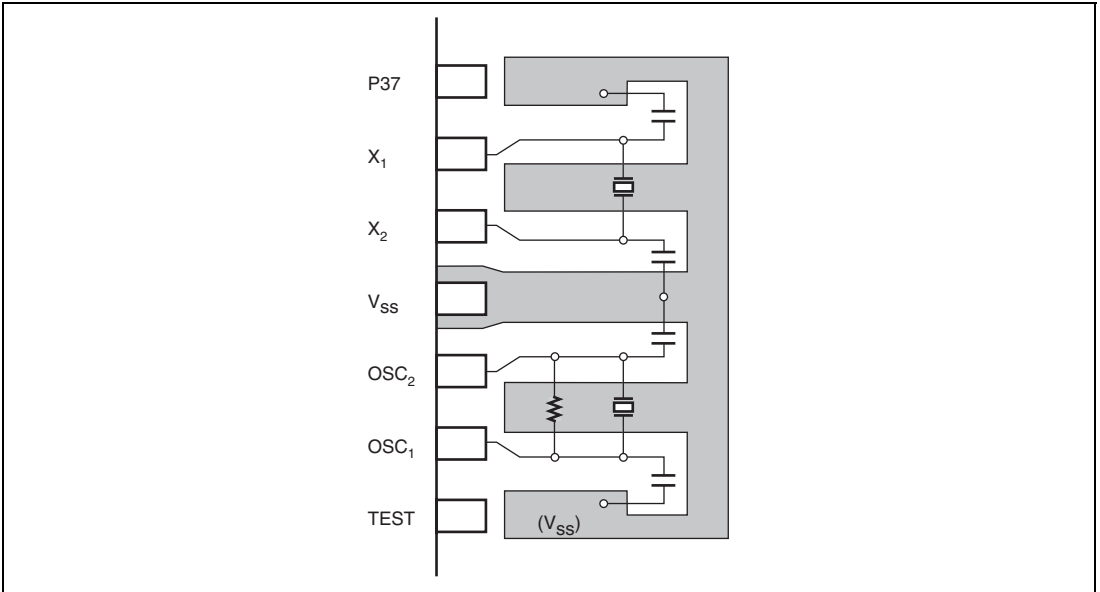 P37
X₁
X₂
VSS
OSC₂
OSC₁
TEST
(VSS)